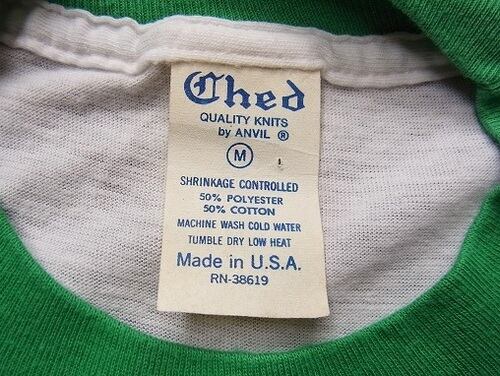 Ched
QUALITY KNITS
by ANVIL ®
M
SHRINKAGE CONTROLLED
50% POLYESTER
50% COTTON
MACHINE WASH COLD WATER
TUMBLE DRY LOW HEAT
Made in U.S.A.
RN-38619